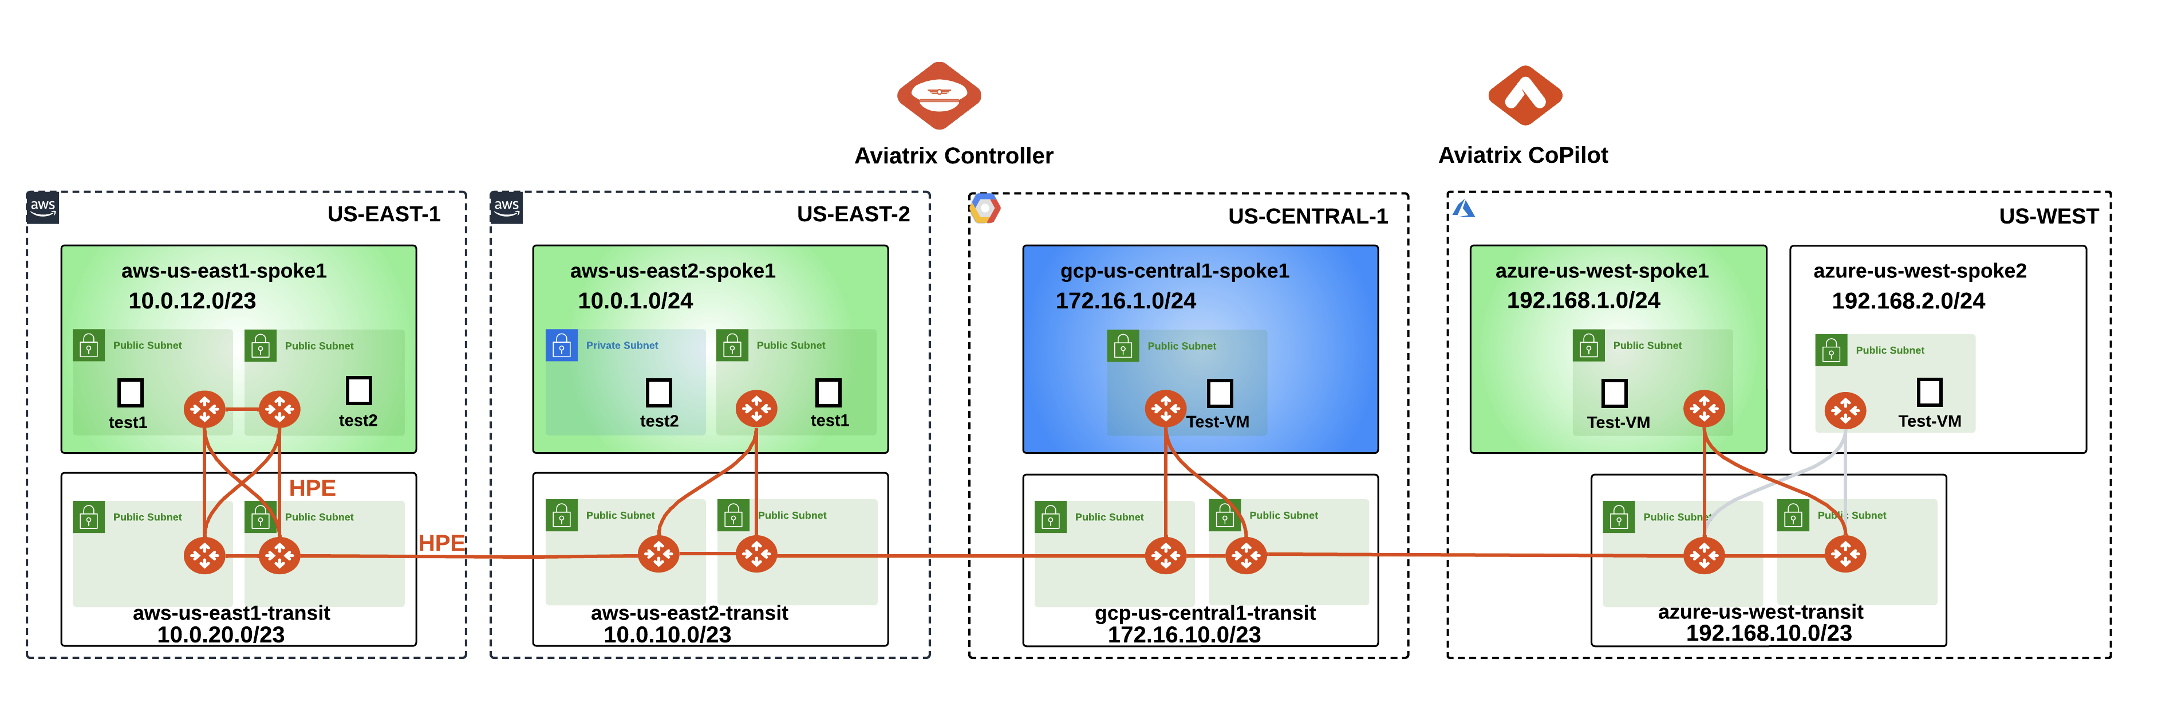 Aviatrix Controller
Aviatrix CoPilot
aws
US-EAST-1
aws-us-east1-spoke1
10.0.12.0/23
Public Subnet
Public Subnet
test1
test2
HPE
Public Subnet
Public Subnet
HPE
aws-us-east1-transit
10.0.20.0/23
aws
US-EAST-2
aws-us-east2-spoke1
10.0.1.0/24
Private Subnet
Public Subnet
test2
test1
Public Subnet
Public Subnet
aws-us-east2-transit
10.0.10.0/23
US-CENTRAL-1
gcp-us-central1-spoke1
172.16.1.0/24
Public Subnet
Test-VM
Public Subnet
Public Subnet
gcp-us-central1-transit
172.16.10.0/23
US-WEST
azure-us-west-spoke1
192.168.1.0/24
Public Subnet
Test-VM
azure-us-west-spoke2
192.168.2.0/24
Public Subnet
Test-VM
Public Subnet
Public Subnet
azure-us-west-transit
192.168.10.0/23